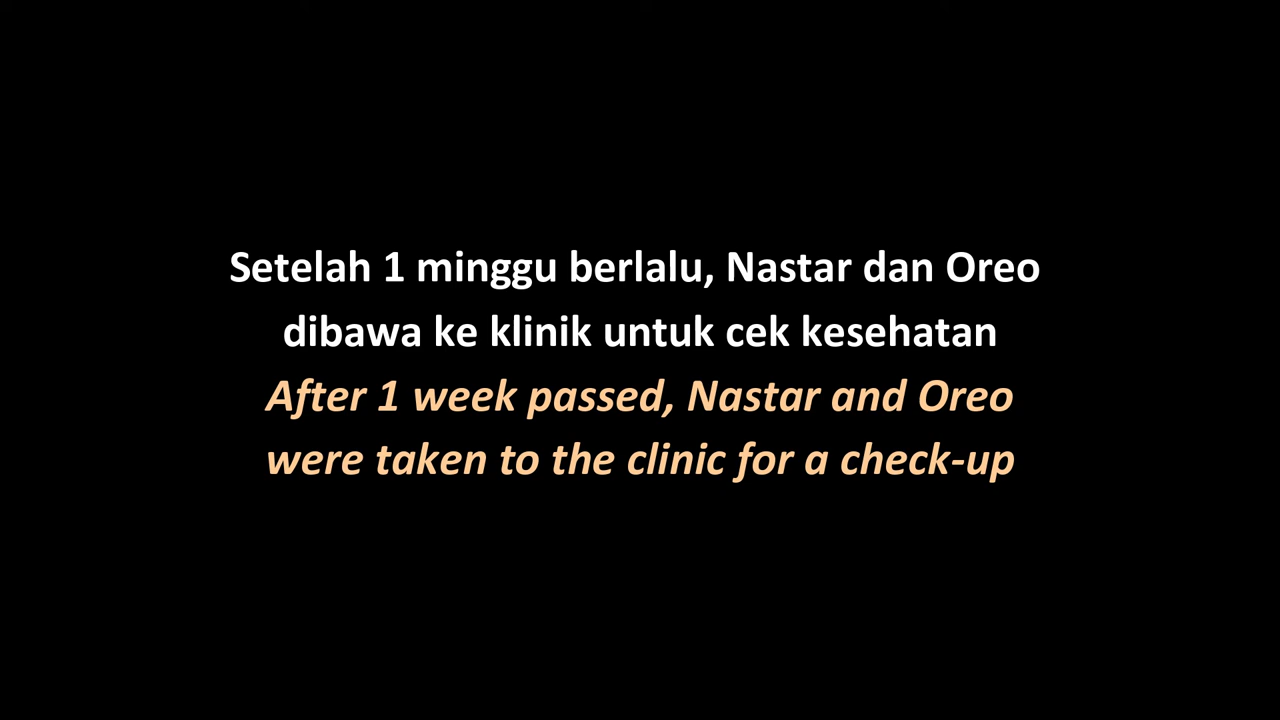 Setelah 1 minggu berlalu, Nastar dan Oreo
dibawa ke klinik untuk cek kesehatan
After 1 week passed, Nastar and Oreo
were taken to the clinic for a check-up